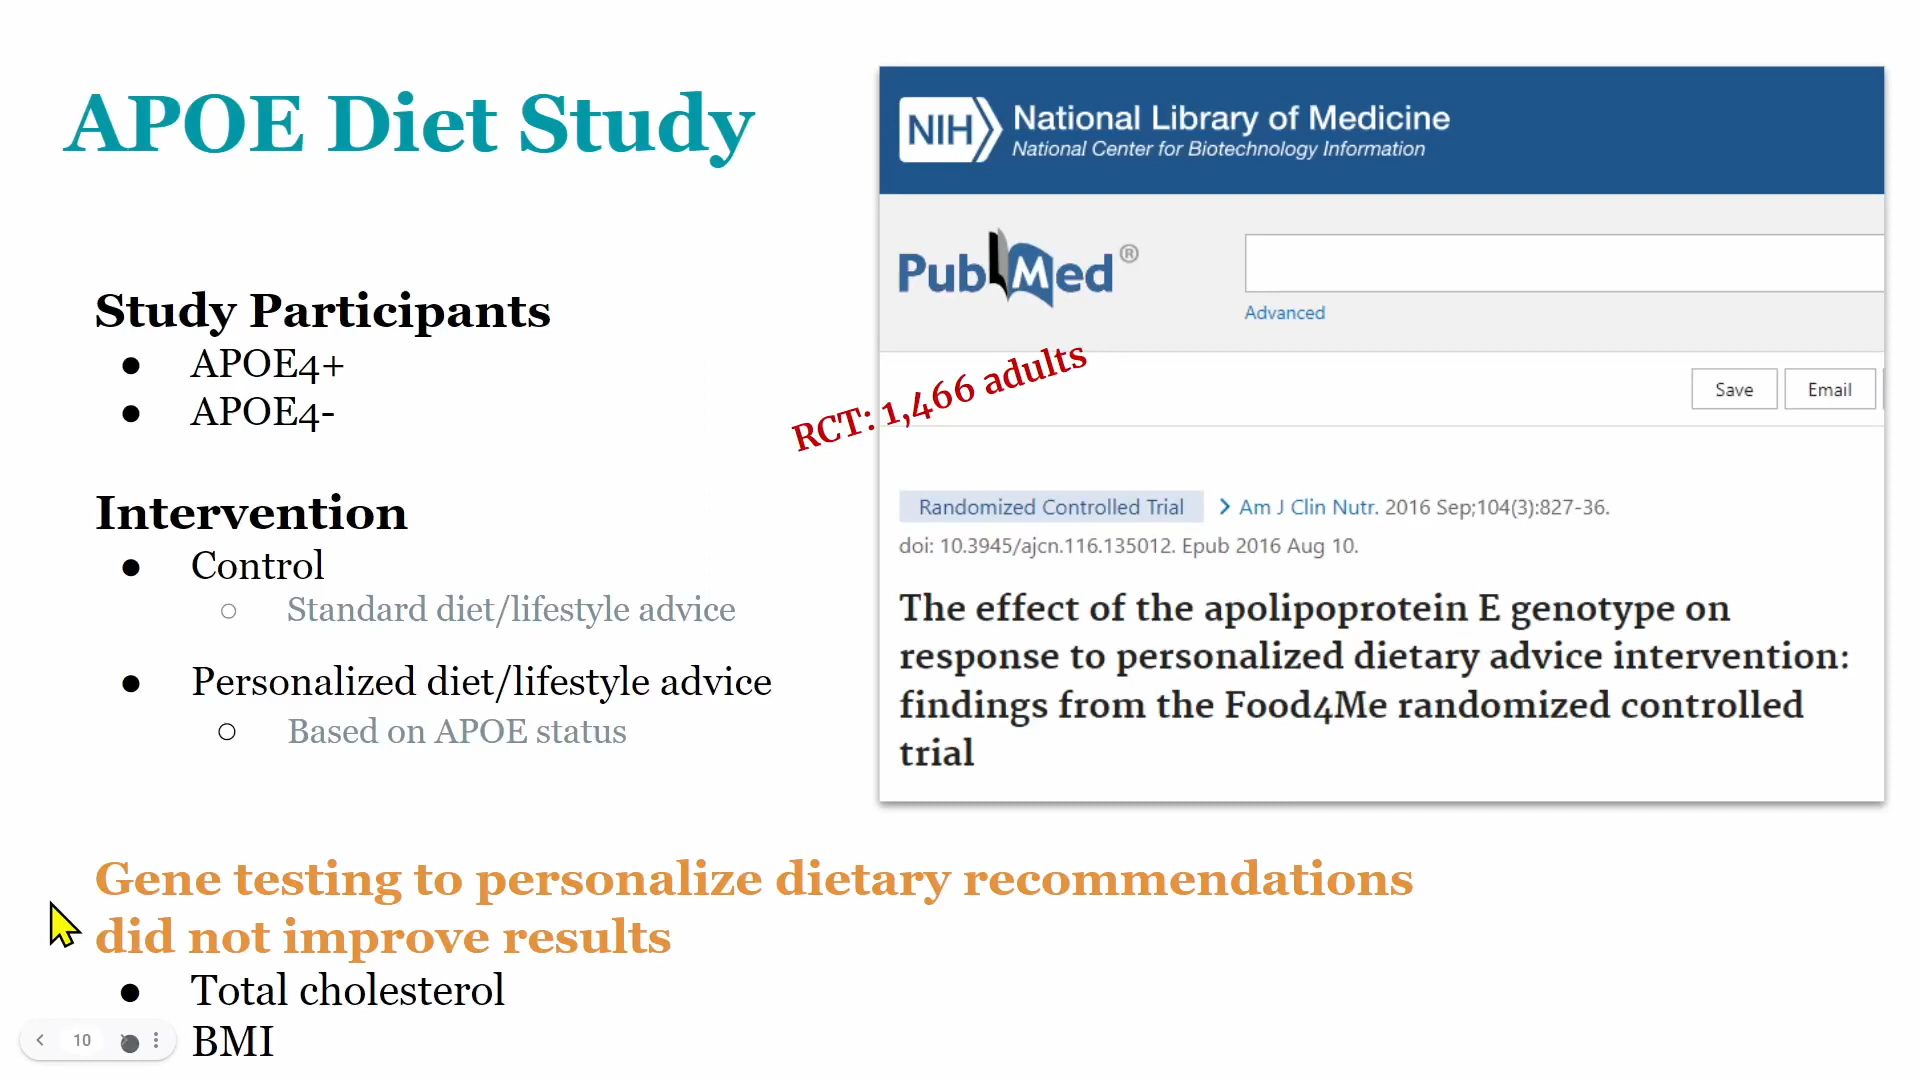 APOE Diet Study
Study Participants
● APOE4+
● APOE4-
Intervention
● Control
○ Standard diet/lifestyle advice
● Personalized diet/lifestyle advice
○ Based on APOE status
Gene testing to personalize dietary recommendations
did not improve results
● Total cholesterol
BMI
10
NIH National Library of Medicine
National Center for Biotechnology Information
PubMed®
Advanced
RCT: 1,466 adults
Save Email
Randomized Controlled Trial > Am J Clin Nutr. 2016 Sep;104(3):827-36.
doi: 10.3945/ajcn.116.135012. Epub 2016 Aug 10.
The effect of the apolipoprotein E genotype on
response to personalized dietary advice intervention:
findings from the Food4Me randomized controlled
trial